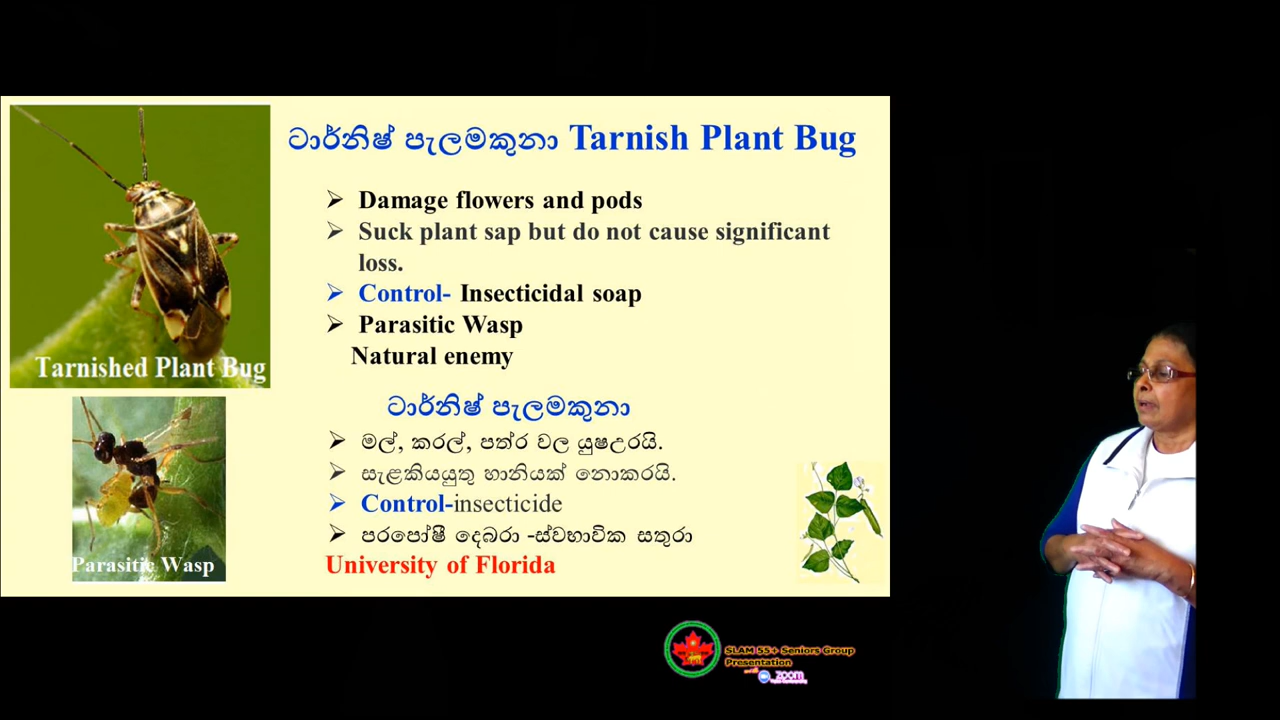 ටාර්නිෂ් පැලමකුනා Tarnish Plant Bug
Damage flowers and pods
Suck plant sap but do not cause significant
loss.
Control- Insecticidal soap
Parasitic Wasp
Natural enemy
Tarnished Plant Bug
ටාර්නිෂ් පැලමකුනා
මල්, කරල්, පත්ර වල යුෂඋරයි.
සැළකියයුතු හානියක් නොකරයි.
Control-insecticide
පරපෝෂී දෙබරා -ස්වභාවික සතුරා
University of Florida
Parasitic Wasp
SLAM 55+ Seniors Group
Presentation
zoom